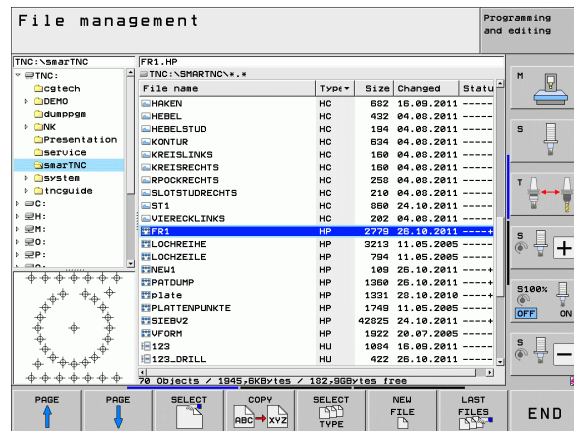 File management
Programming
and editing
TNC:\smarTNC
FR1.HP
TNC:
cgtech
DEMO
dumppgm
NK
Presentation
service
smarTNC
system
tncguide
C:
H:
M:
O:
P:
TNC:\SMARTNC\*.*
File name Type Size Changed Statu
HAKEN HC 682 16.09.2011 -----
HEBEL HC 432 04.08.2011 -----
HEBELSTUD HC 194 04.08.2011 -----
KONTUR HC 634 04.08.2011 -----
KREISLINKS HC 160 04.08.2011 -----
KREISRECHTS HC 160 04.08.2011 -----
RPOCKRECHTS HC 258 04.08.2011 -----
SLOTSTUDRECHTS HC 210 04.08.2011 -----
ST1 HC 860 24.10.2011 -----
VIERECKLINKS HC 202 04.08.2011 -----
FR1 HP 2779 26.10.2011 ----+
LOCHREIHE HP 3213 11.05.2005 -----
LOCHZEILE HP 794 11.05.2005 -----
NEW1 HP 109 26.10.2011 ----+
PATDUMP HP 1360 26.10.2011 ----+
plate HP 1331 28.10.2010 ----+
PLATTENPUNKTE HP 1749 11.05.2005 -----
SIEBV2 HP 42825 24.10.2011 ----+
VFORM HP 1922 20.07.2005 -----
123 HU 1084 16.09.2011 -----
123_DRILL HU 422 26.10.2011 -----
70 Objects / 1945,6KBytes / 182,9GBytes free
M
S
T
S
S100%
OFF ON
S
PAGE
PAGE
SELECT
COPY
ABC XYZ
SELECT
TYPE
NEW
FILE
LAST
FILES
END